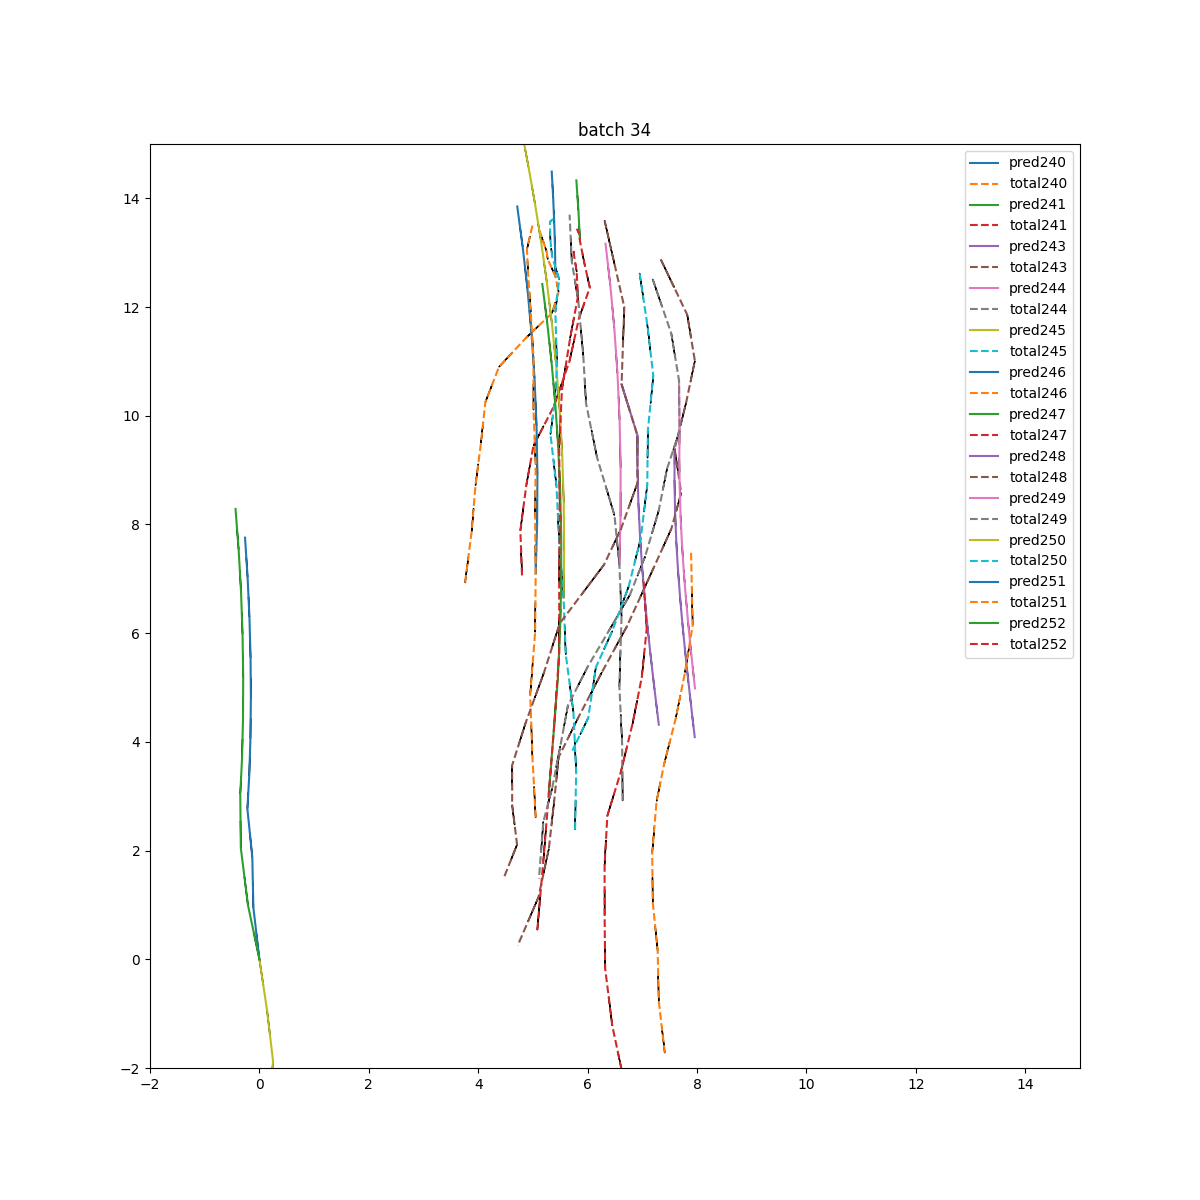 batch 34
pred240
total240
pred241
total241
pred243
total243
pred244
total244
pred245
total245
pred246
total246
pred247
total247
pred248
total248
pred249
total249
pred250
total250
pred251
total251
pred252
total252
14
12
10
8
6
4
2
0
−2
−2 0 2 4 6 8 10 12 14